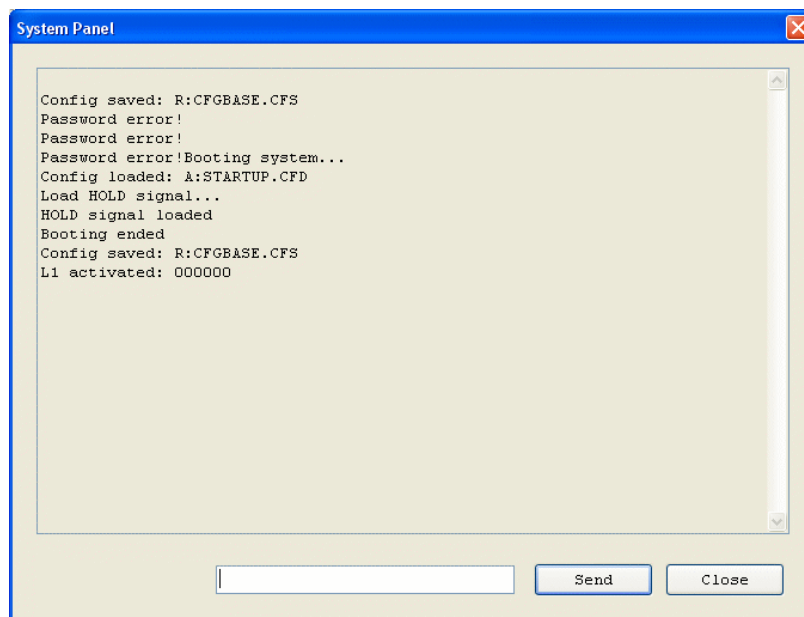 System Panel
Config saved: R:CFGBASE.CFS
Password error!
Password error!
Password error!Booting system...
Config loaded: A:STARTUP.CFD
Load HOLD signal...
HOLD signal loaded
Booting ended
Config saved: R:CFGBASE.CFS
L1 activated: 000000
Send Close